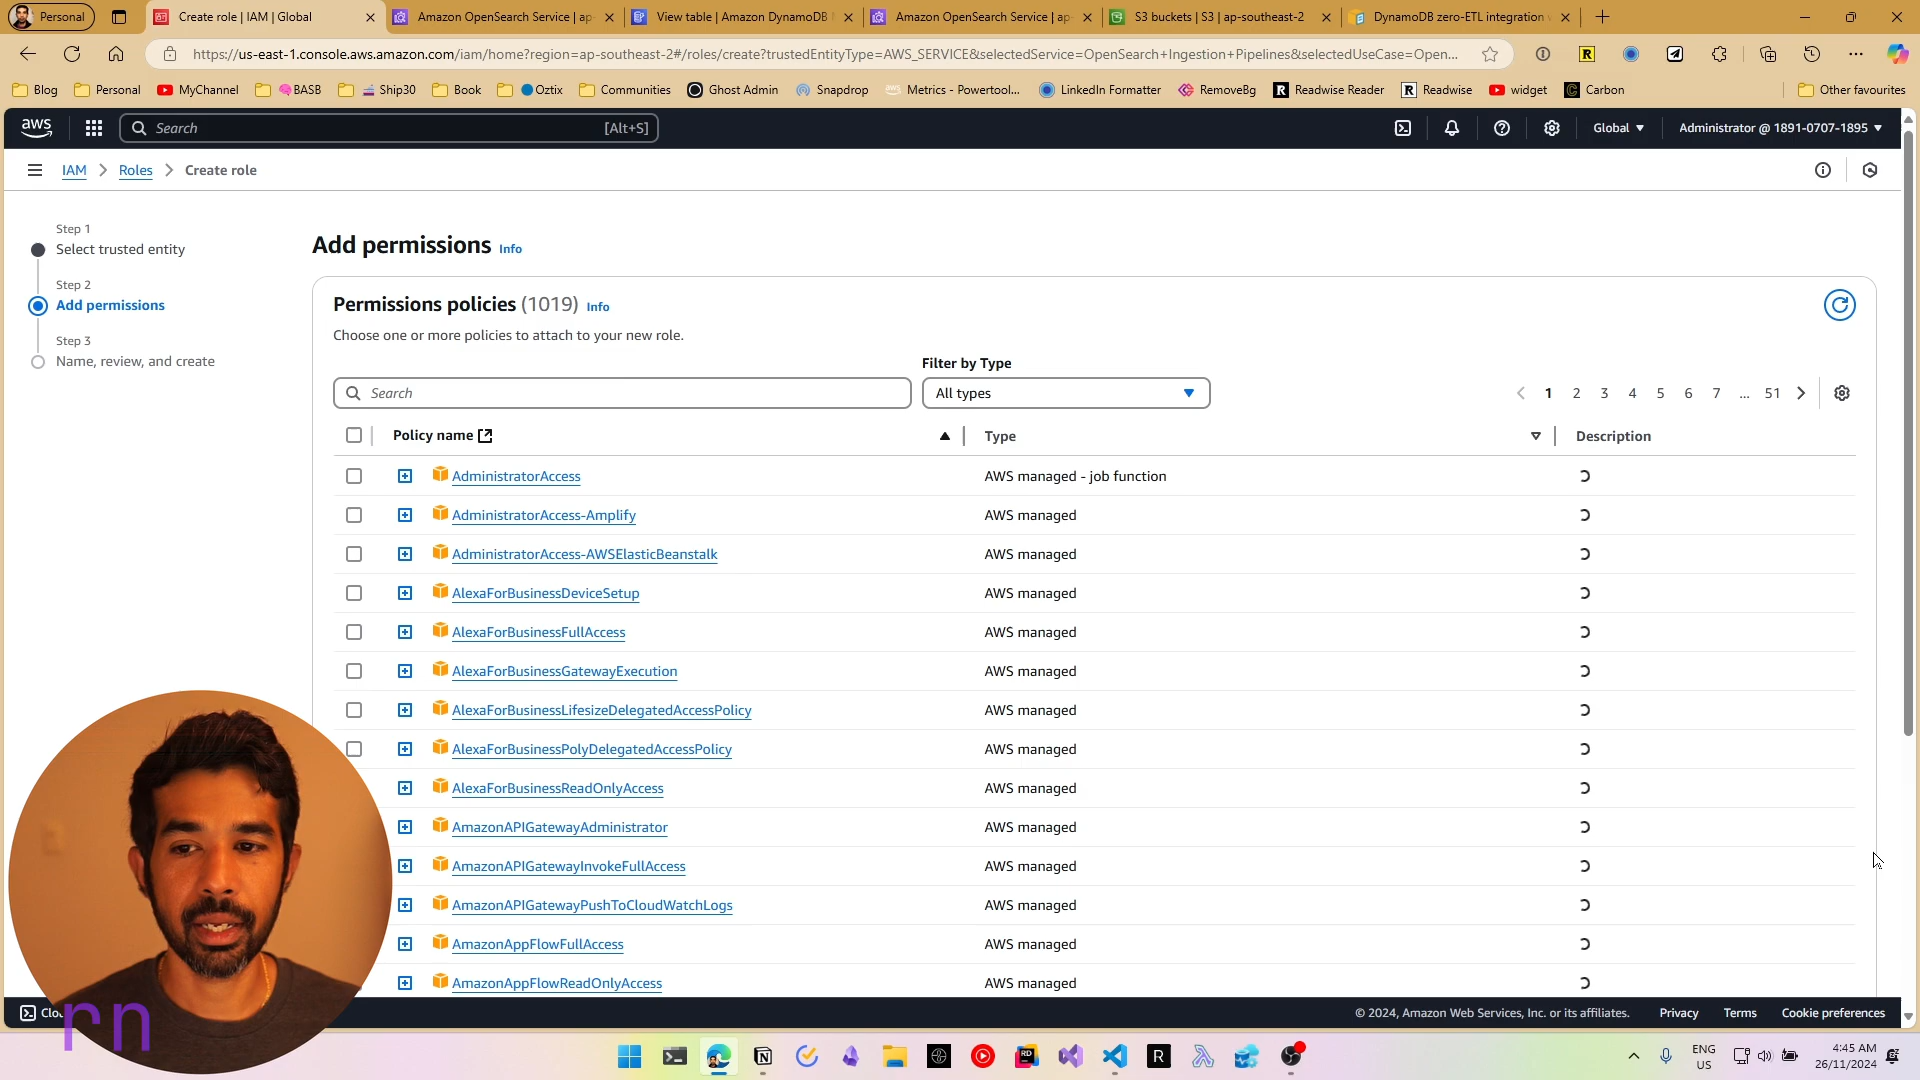 Personal
Create role | IAM | Global
Amazon OpenSearch Service | ap-
View table | Amazon DynamoDB
Amazon OpenSearch Service | ap-
S3 buckets | S3 | ap-southeast-2
DynamoDB zero-ETL integration
https://us-east-1.console.aws.amazon.com/iam/home?region=ap-southeast-2#/roles/create?trustedEntityType=AWS_SERVICE&selectedService=OpenSearch+Ingestion+Pipelines&selectedUseCase=Open...
Blog
Personal
MyChannel
BASB
Ship30
Book
Oztix
Communities
Ghost Admin
Snapdrop
Metrics - Powertool...
LinkedIn Formatter
RemoveBg
Readwise Reader
Readwise
widget
Carbon
Other favourites
aws
Search
[Alt+S]
Global
Administrator @ 1891-0707-1895
IAM
Roles
Create role
Step 1
Select trusted entity
Step 2
Add permissions
Step 3
Name, review, and create
Add permissions Info
Permissions policies (1019) Info
Choose one or more policies to attach to your new role.
Filter by Type
Search
All types
1 2 3 4 5 6 7 ... 51
Policy name
Type
Description
AdministratorAccess
AWS managed - job function
AdministratorAccess-Amplify
AWS managed
AdministratorAccess-AWSElasticBeanstalk
AWS managed
AlexaForBusinessDeviceSetup
AWS managed
AlexaForBusinessFullAccess
AWS managed
AlexaForBusinessGatewayExecution
AWS managed
AlexaForBusinessLifesizeDelegatedAccessPolicy
AWS managed
AlexaForBusinessPolyDelegatedAccessPolicy
AWS managed
AlexaForBusinessReadOnlyAccess
AWS managed
AmazonAPIGatewayAdministrator
AWS managed
AmazonAPIGatewayInvokeFullAccess
AWS managed
AmazonAPIGatewayPushToCloudWatchLogs
AWS managed
AmazonAppFlowFullAccess
AWS managed
AmazonAppFlowReadOnlyAccess
AWS managed
rn
© 2024, Amazon Web Services, Inc. or its affiliates.
Privacy
Terms
Cookie preferences
ENG
US
4:45 AM
26/11/2024